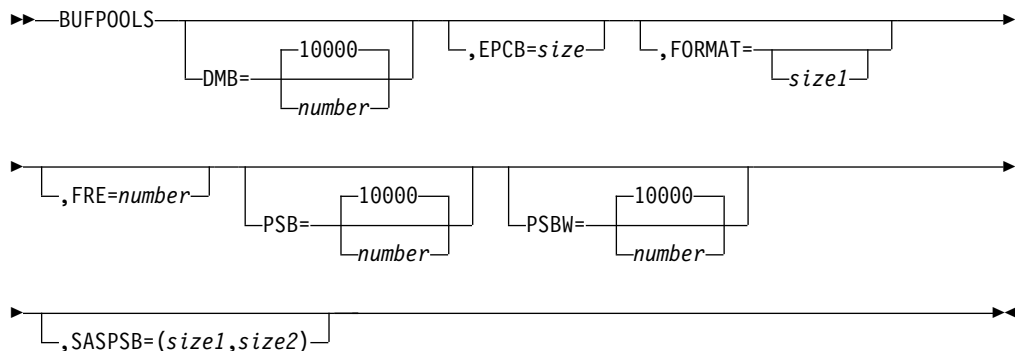 BUFPOOLS
DMB=
10000
number
,EPCB=size
,FORMAT=
size1
,FRE=number
PSB=
10000
number
PSBW=
10000
number
,SASPSB=(size1,size2)